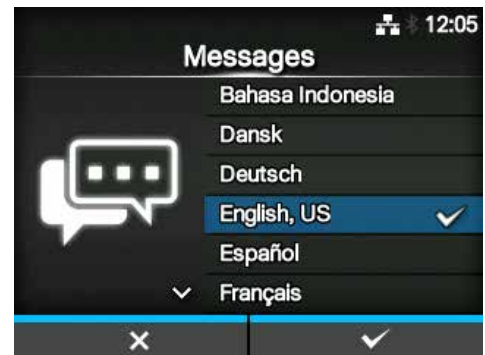 12:05
Messages
Bahasa Indonesia
Dansk
Deutsch
English, US
Español
Français